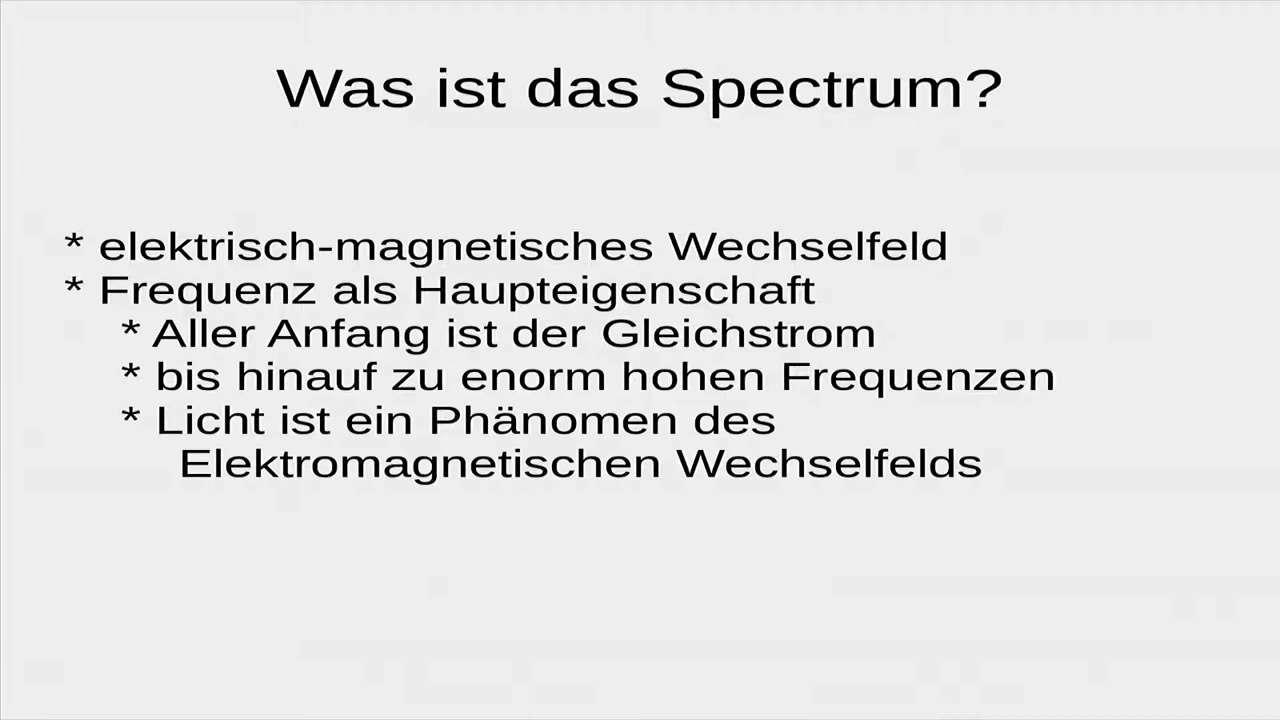 Was ist das Spectrum?
* elektrisch-magnetisches Wechselfeld
* Frequenz als Haupteigenschaft
* Aller Anfang ist der Gleichstrom
* bis hinauf zu enorm hohen Frequenzen
* Licht ist ein Phänomen des
Elektromagnetischen Wechselfelds